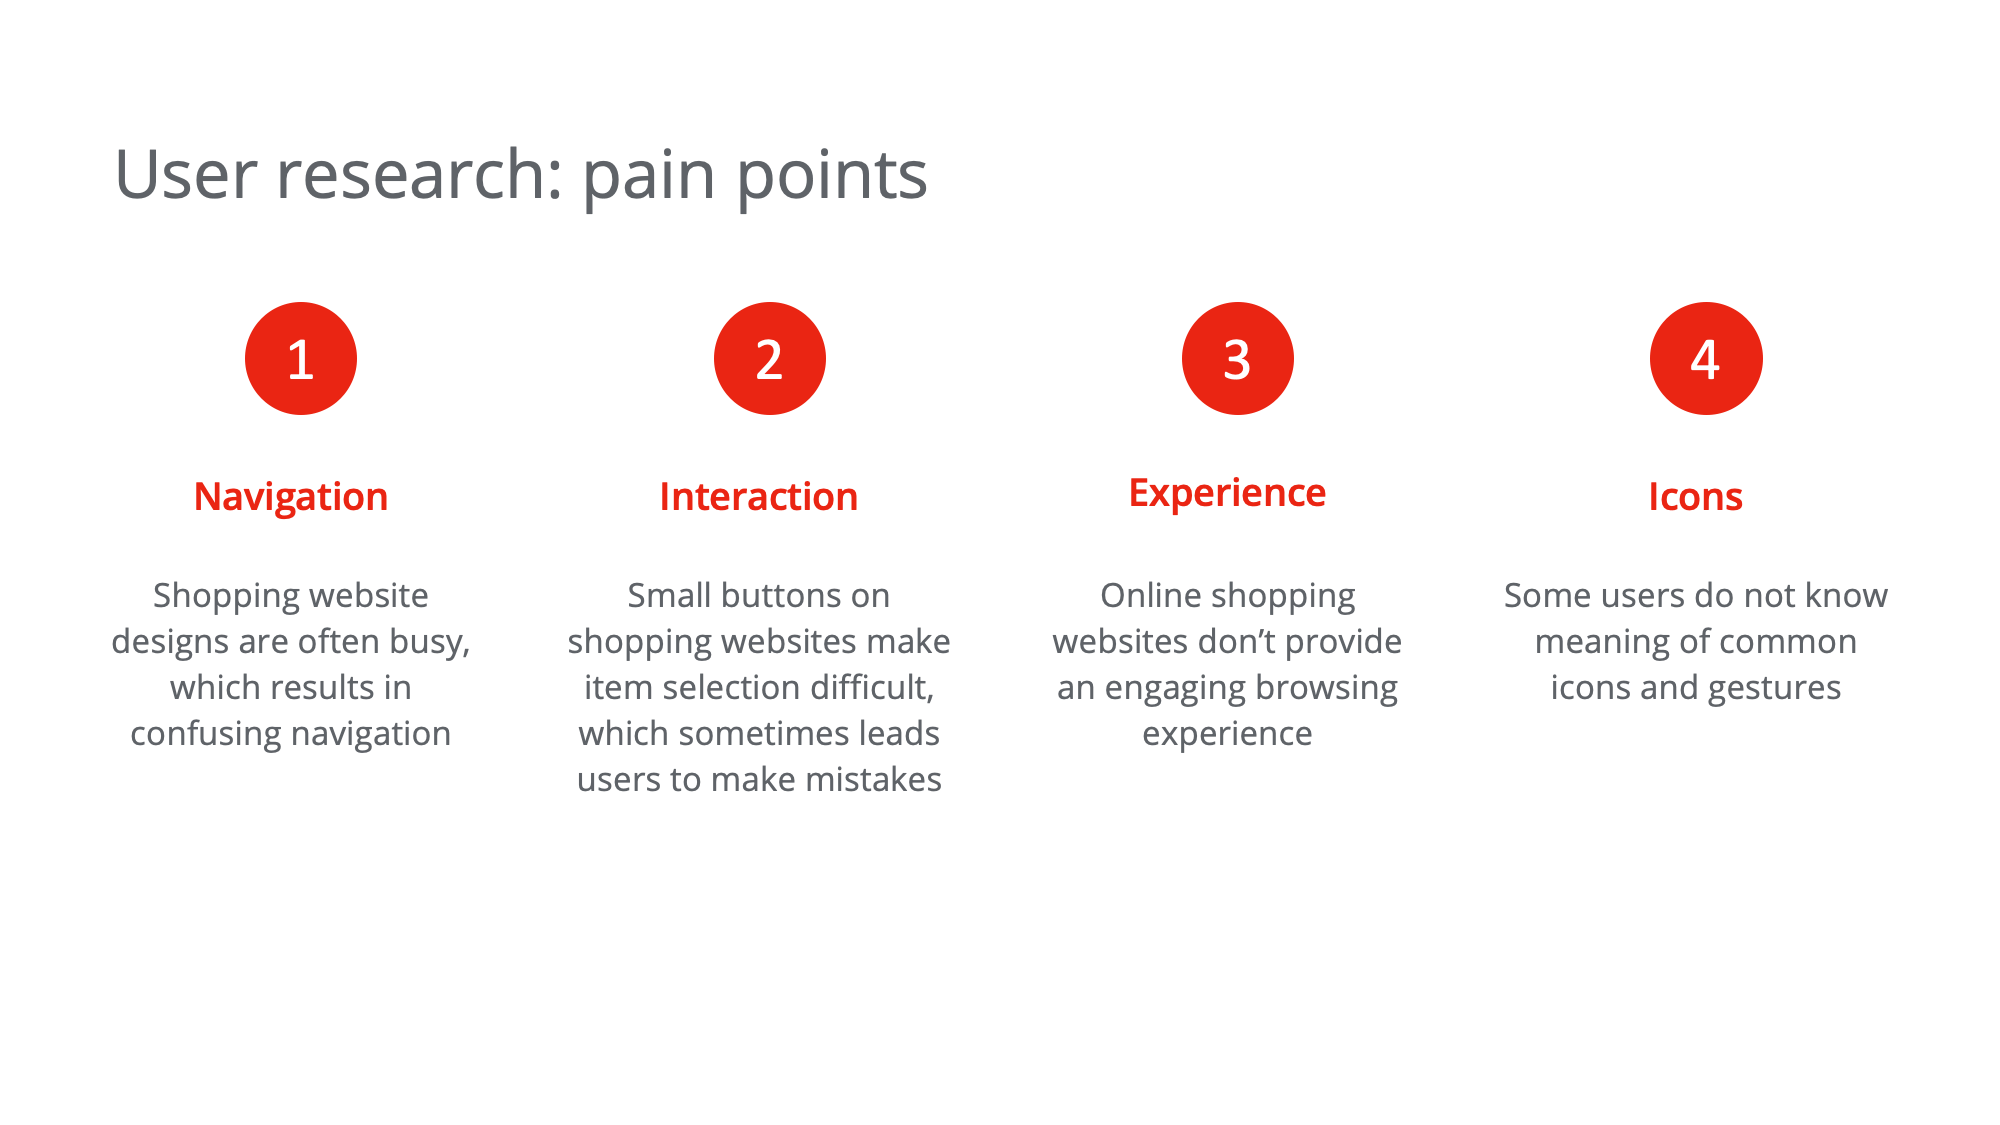 User research: pain points
1
Navigation
Shopping website
designs are often busy,
which results in
confusing navigation
2
Interaction
Small buttons on
shopping websites make
item selection difficult,
which sometimes leads
users to make mistakes
3
Experience
Online shopping
websites don’t provide
an engaging browsing
experience
4
Icons
Some users do not know
meaning of common
icons and gestures